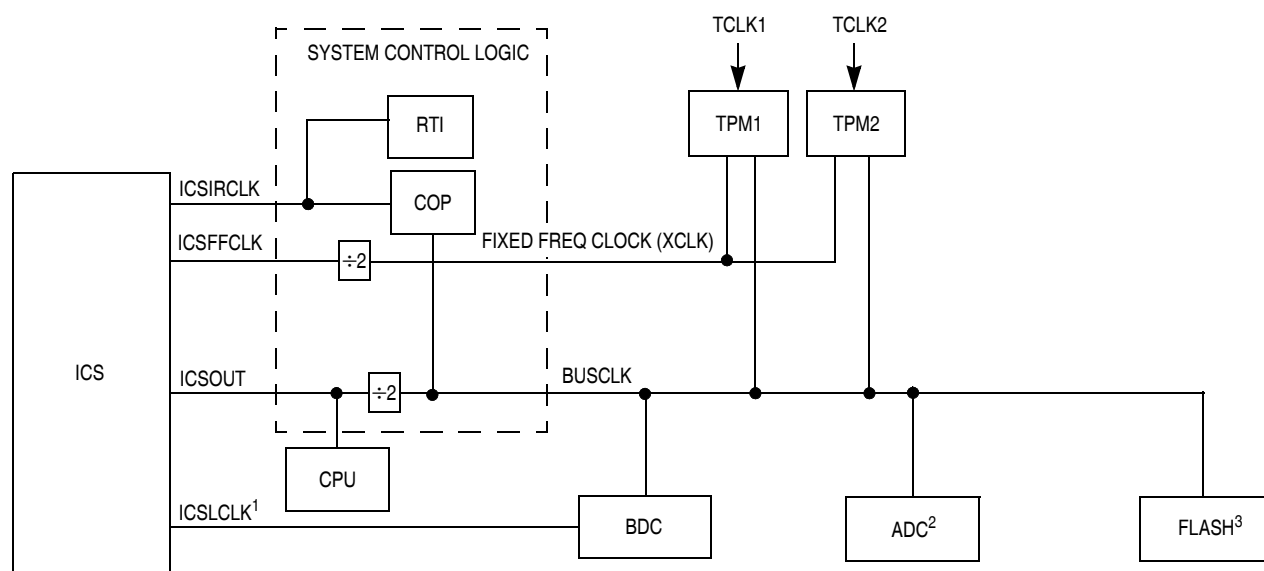 TCLK1
TCLK2
SYSTEM CONTROL LOGIC
TPM1
TPM2
RTI
ICSIRCLK
COP
ICSFFCLK
÷2
FIXED FREQ CLOCK (XCLK)
ICS
ICSOUT
÷2
BUSCLK
CPU
ICSLCLK¹
BDC
ADC²
FLASH³